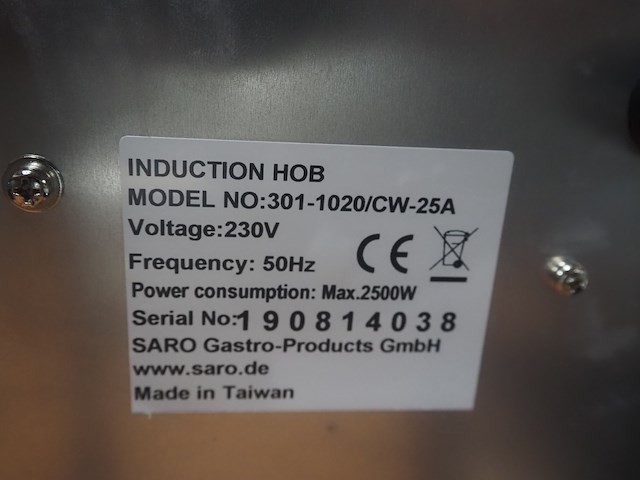 INDUCTION HOB
MODEL NO:301-1020/CW-25A
Voltage:230V
Frequency: 50Hz
CE
Power consumption: Max.2500W
Serial No:190814038
SARO Gastro-Products GmbH
www.saro.de
Made in Taiwan